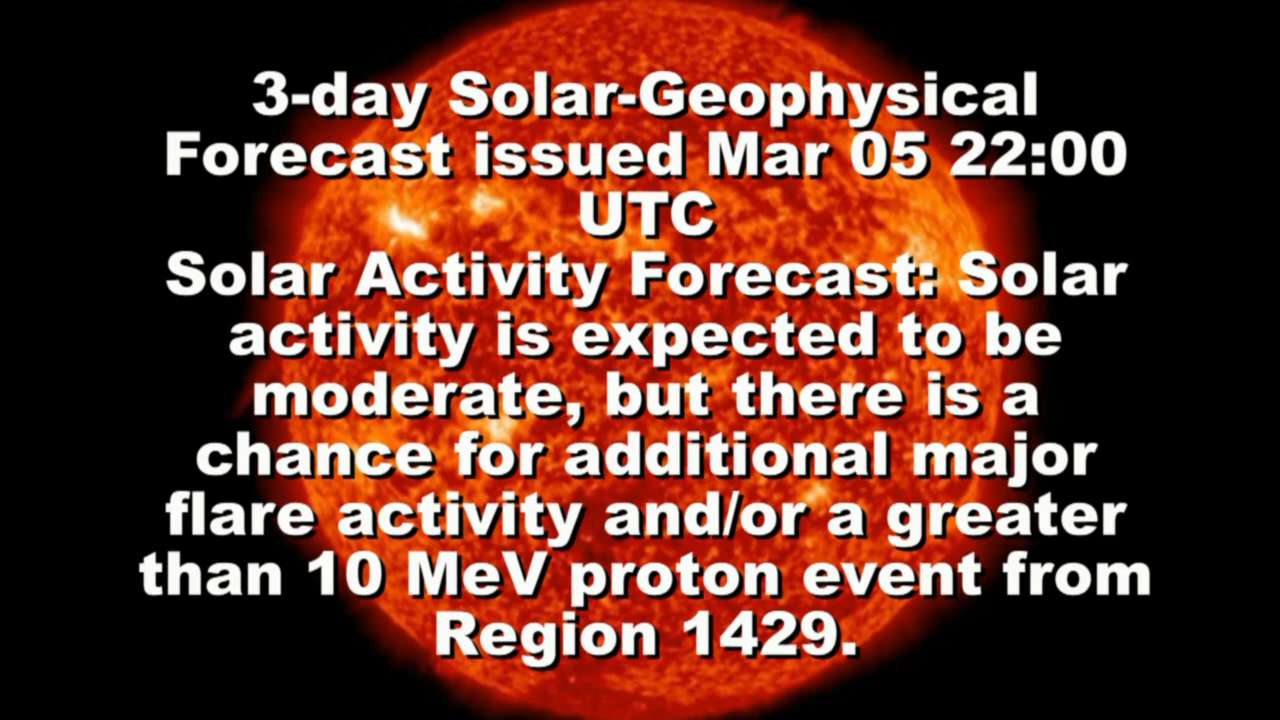 3-day Solar-Geophysical
Forecast issued Mar 05 22:00
UTC
Solar Activity Forecast: Solar
activity is expected to be
moderate, but there is a
chance for additional major
flare activity and/or a greater
than 10 MeV proton event from
Region 1429.